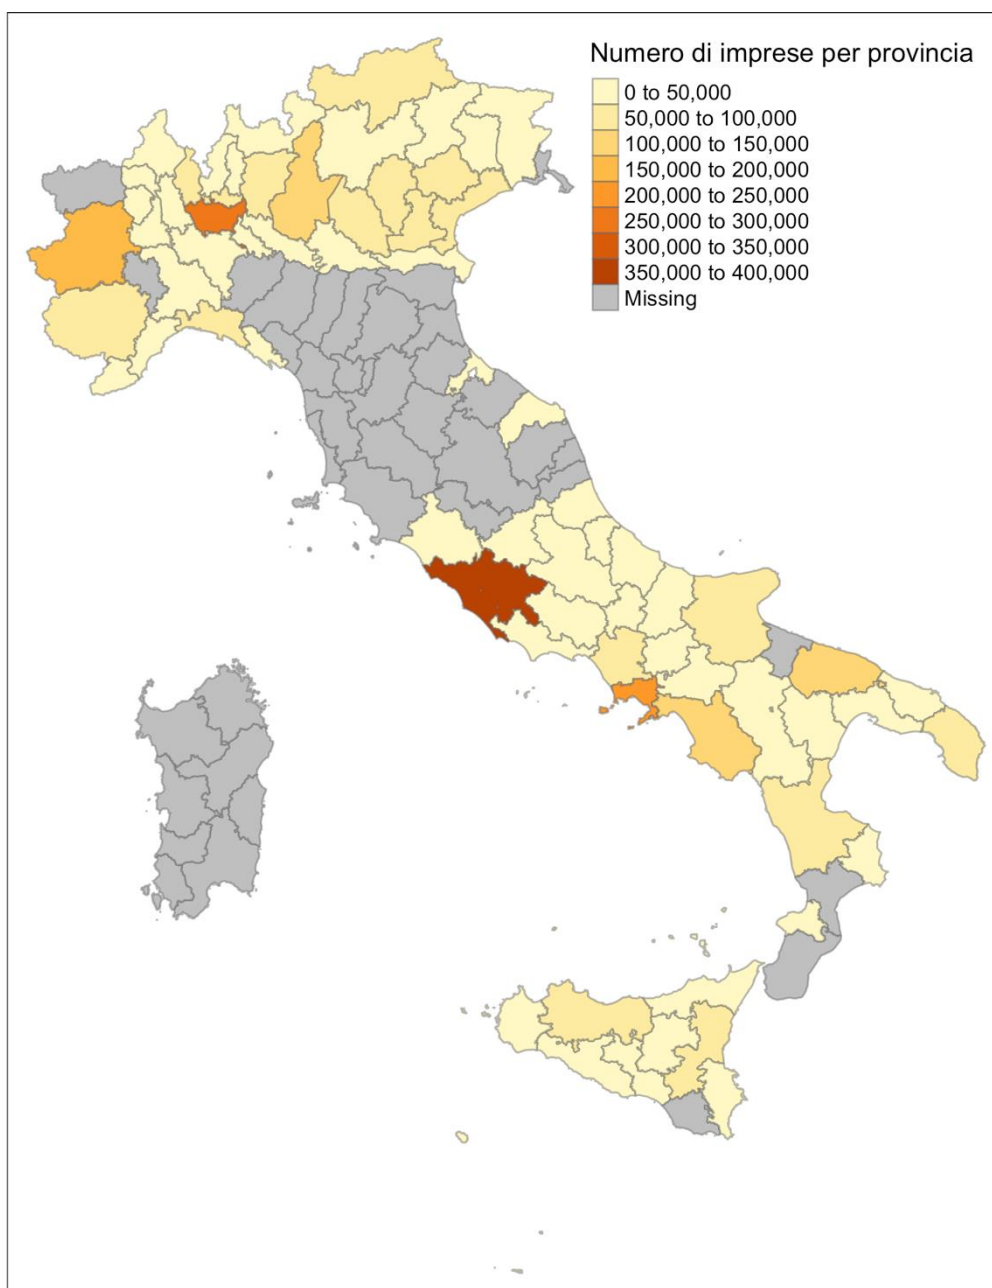 Numero di imprese per provincia
0 to 50,000
50,000 to 100,000
100,000 to 150,000
150,000 to 200,000
200,000 to 250,000
250,000 to 300,000
300,000 to 350,000
350,000 to 400,000
Missing